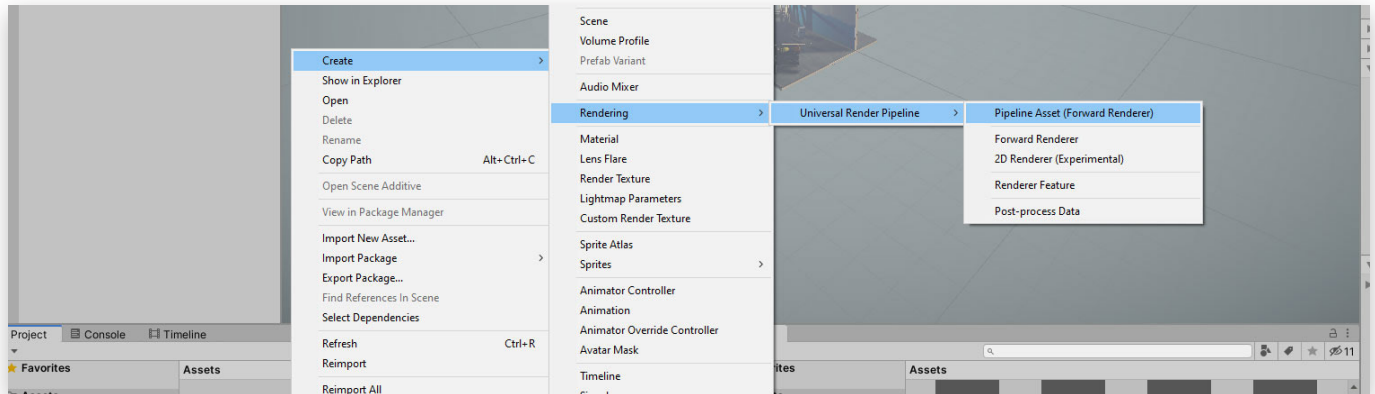 Create
Show in Explorer
Open
Delete
Rename
Copy Path Alt+Ctrl+C
Open Scene Additive
View in Package Manager
Import New Asset...
Import Package
Export Package...
Find References In Scene
Select Dependencies
Refresh Ctrl+R
Reimport
Reimport All
Scene
Volume Profile
Prefab Variant
Audio Mixer
Rendering
Material
Lens Flare
Render Texture
Lightmap Parameters
Custom Render Texture
Sprite Atlas
Sprites
Animator Controller
Animation
Animator Override Controller
Avatar Mask
Timeline
Universal Render Pipeline
Pipeline Asset (Forward Renderer)
Forward Renderer
2D Renderer (Experimental)
Renderer Feature
Post-process Data
Project Console Timeline
11
Favorites Assets
Assets